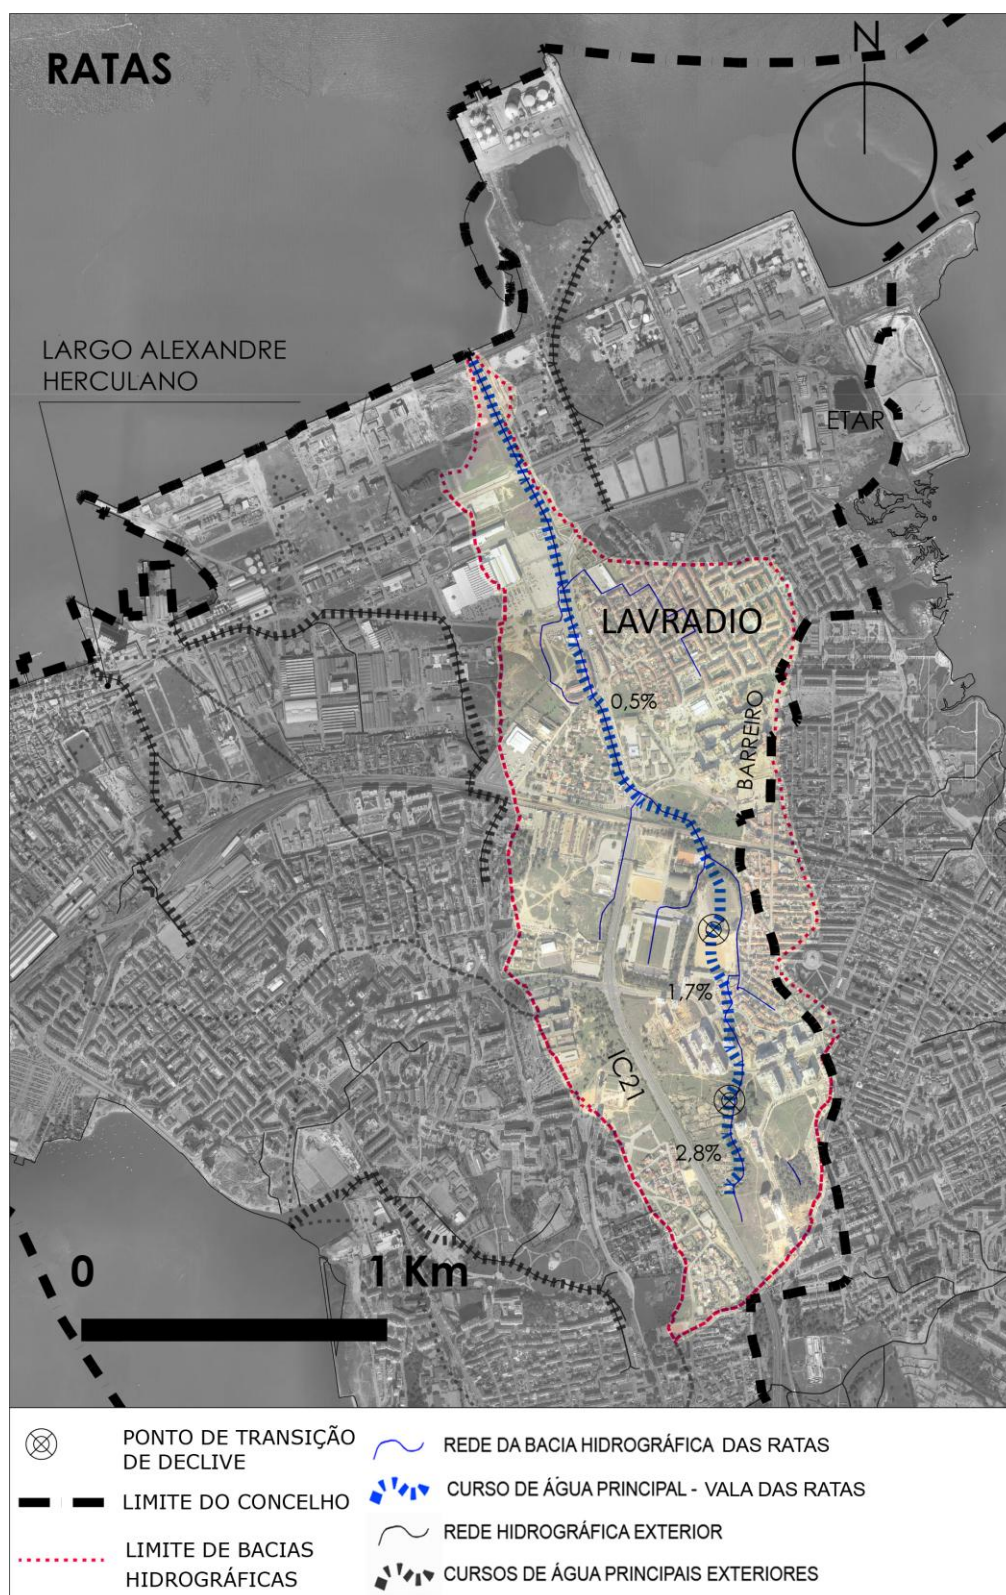 RATAS
N
LARGO ALEXANDRE
HERCULANO
ETAR
LAVRADIO
0,5%
BARREIRO
1,7%
IC21
2,8%
0 1 Km
PONTO DE TRANSIÇÃO
DE DECLIVE
LIMITE DO CONCELHO
LIMITE DE BACIAS
HIDROGRÁFICAS
REDE DA BACIA HIDROGRÁFICA DAS RATAS
CURSO DE ÁGUA PRINCIPAL - VALA DAS RATAS
REDE HIDROGRÁFICA EXTERIOR
CURSOS DE ÁGUA PRINCIPAIS EXTERIORES